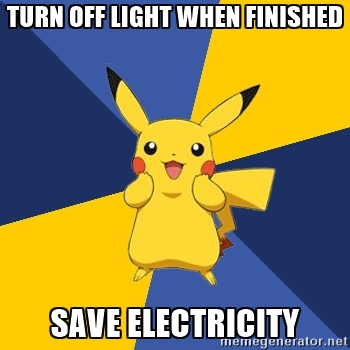 TURN OFF LIGHT WHEN FINISHED
SAVE ELECTRICITY
memegenerator.net